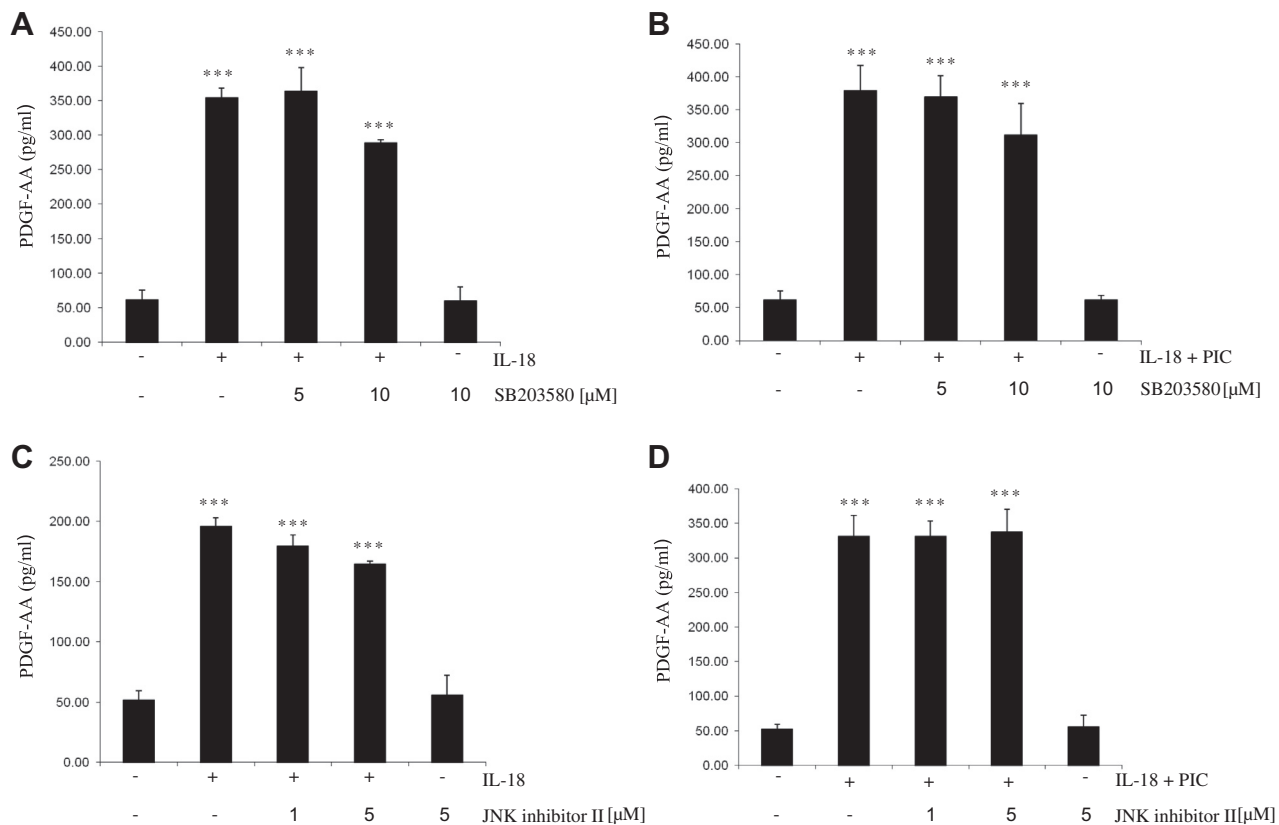 A
PDGF-AA (pg/ml)
450.00
400.00
350.00
300.00
250.00
200.00
150.00
100.00
50.00
0.00
*** *** ***
- + + + - IL-18
- - 5 10 10 SB203580 [µM]
B
PDGF-AA (pg/ml)
450.00
400.00
350.00
300.00
250.00
200.00
150.00
100.00
50.00
0.00
*** *** ***
- + + + - IL-18 + PIC
- - 5 10 10 SB203580 [µM]
C
PDGF-AA (pg/ml)
250.00
200.00
150.00
100.00
50.00
0.00
*** *** ***
- + + + - IL-18
- - 1 5 5 JNK inhibitor II [µM]
D
PDGF-AA (pg/ml)
400.00
350.00
300.00
250.00
200.00
150.00
100.00
50.00
0.00
*** *** ***
- + + + - IL-18 + PIC
- - 1 5 5 JNK inhibitor II [µM]